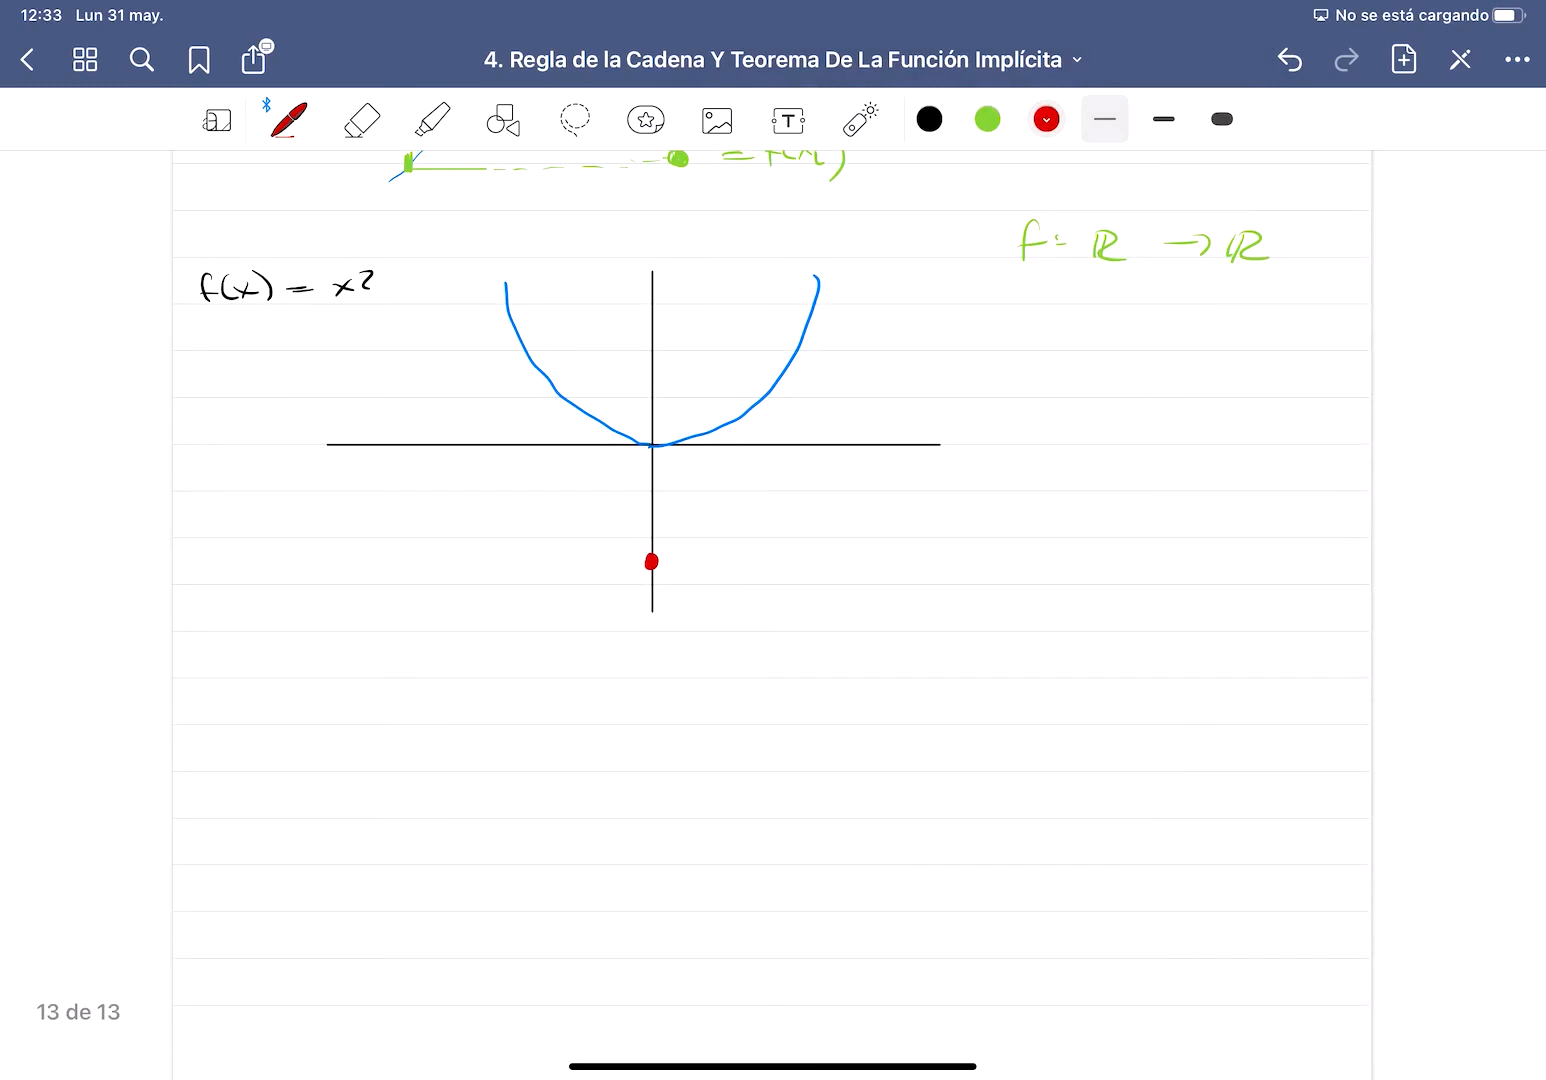 12:33 Lun 31 may.
No se está cargando
4. Regla de la Cadena Y Teorema De La Función Implícita
a
T
f: ℝ → ℝ
f(x) = x²
13 de 13